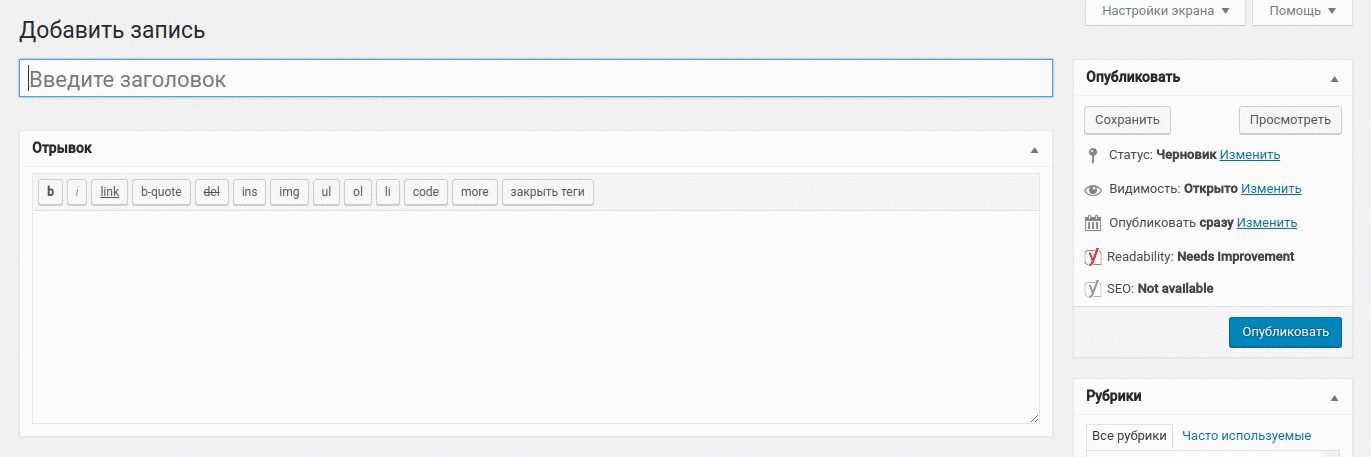 Настройки экрана ▼ Помощь ▼
Добавить запись
Введите заголовок
Отрывок
b i link b-quote del ins img ul ol li code more закрыть теги
Опубликовать
Сохранить Просмотреть
Статус: Черновик Изменить
Видимость: Открыто Изменить
Опубликовать сразу Изменить
Readability: Needs Improvement
SEO: Not available
Опубликовать
Рубрики
Все рубрики Часто используемые